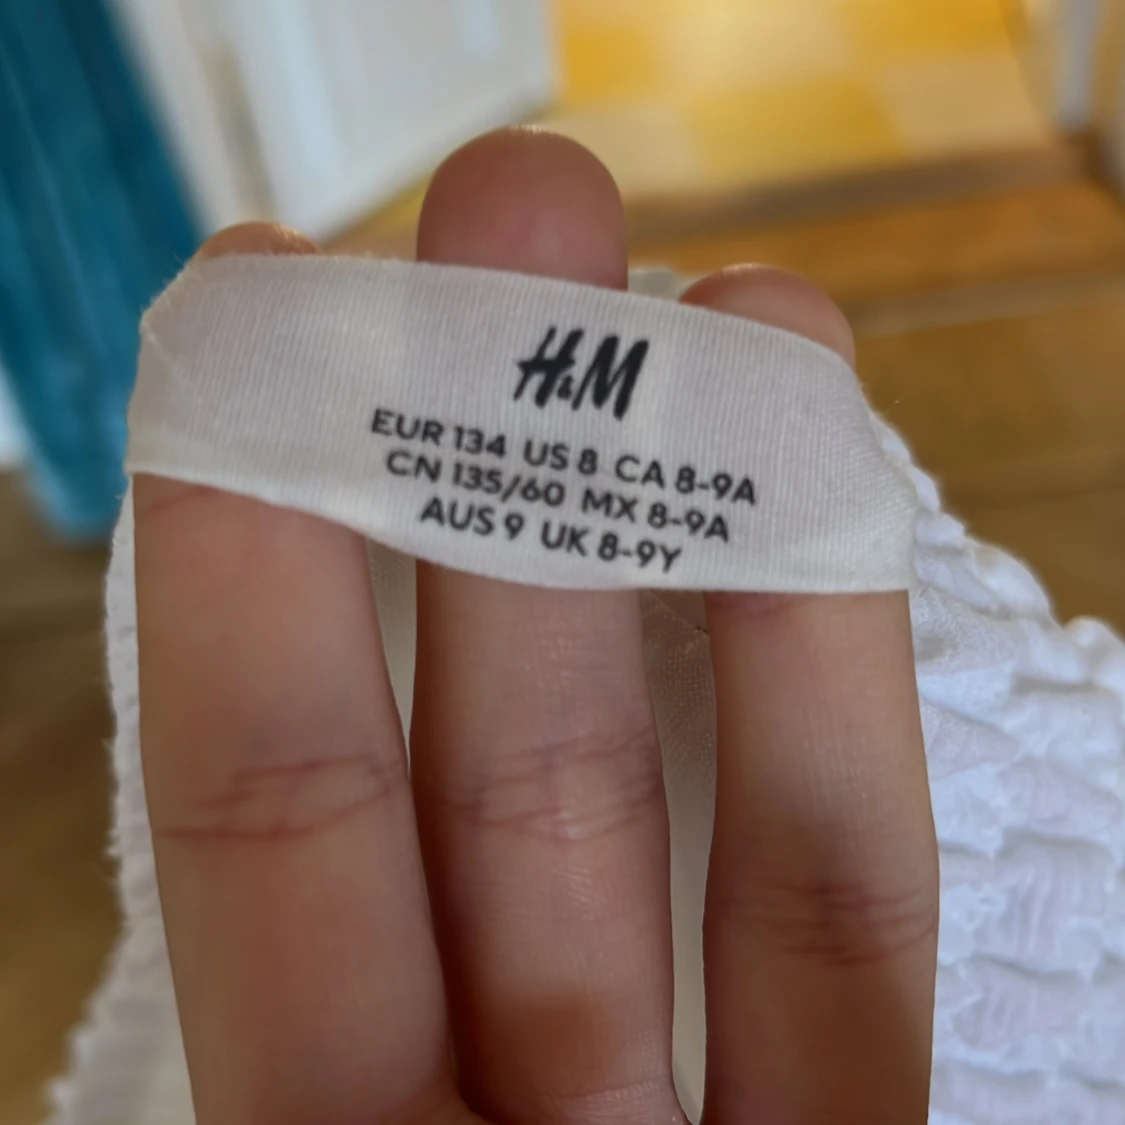 H&M
EUR 134 US 8 CA 8-9A
CN 135/60 MX 8-9A
AUS 9 UK 8-9Y